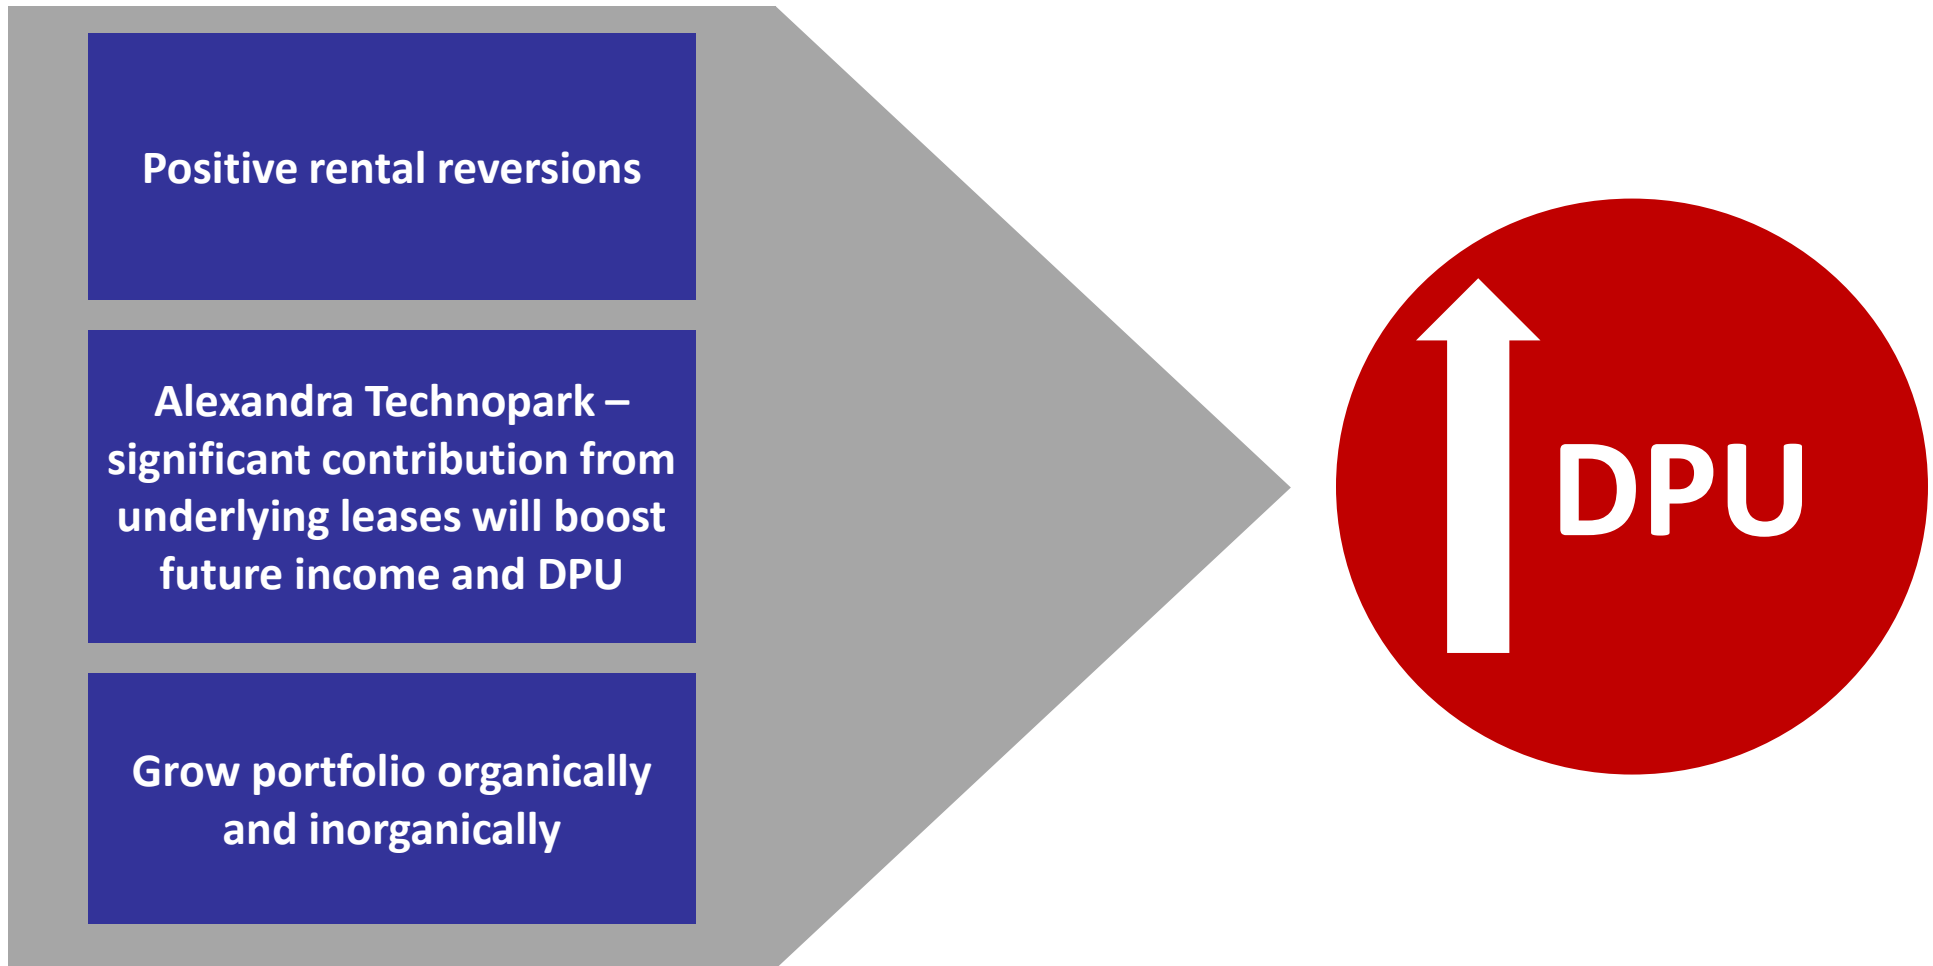 Positive rental reversions
Alexandra Technopark –
significant contribution from
underlying leases will boost
future income and DPU
Grow portfolio organically
and inorganically
DPU